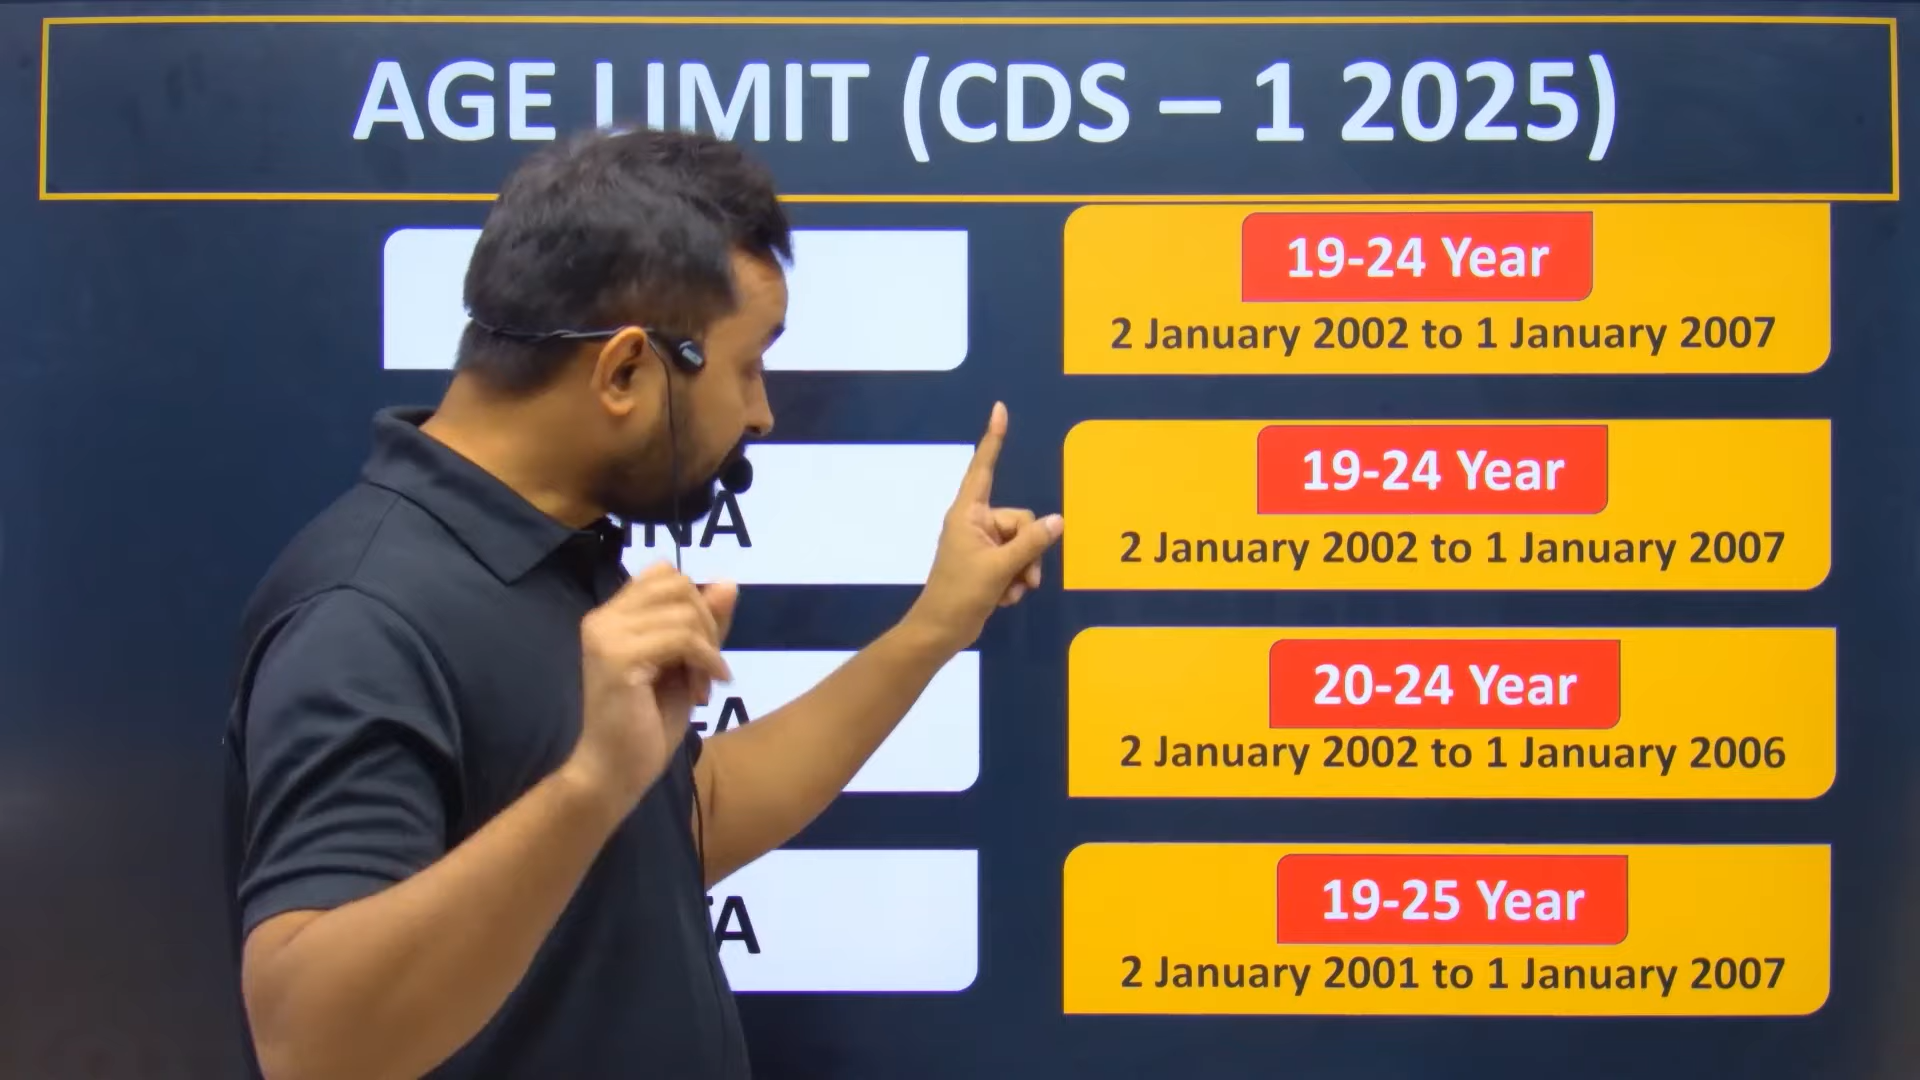 AGE LIMIT (CDS – 1 2025)
19-24 Year
2 January 2002 to 1 January 2007
INA
19-24 Year
2 January 2002 to 1 January 2007
20-24 Year
2 January 2002 to 1 January 2006
19-25 Year
2 January 2001 to 1 January 2007